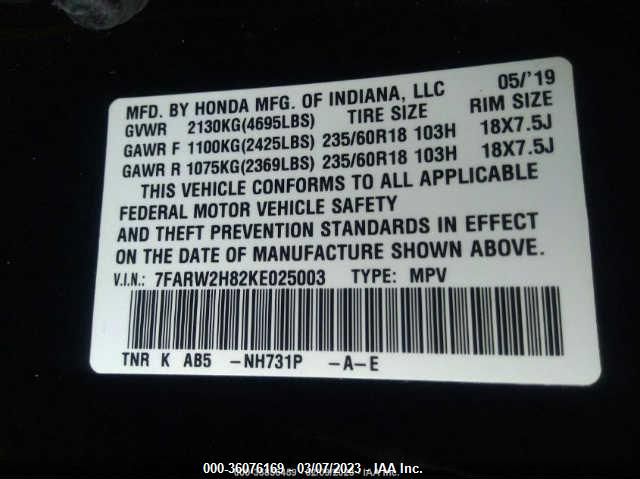 MFD. BY HONDA MFG. OF INDIANA, LLC 05/'19
GVWR 2130KG(4695LBS) TIRE SIZE RIM SIZE
GAWR F 1100KG(2425LBS) 235/60R18 103H 18X7.5J
GAWR R 1075KG(2369LBS) 235/60R18 103H 18X7.5J
THIS VEHICLE CONFORMS TO ALL APPLICABLE
FEDERAL MOTOR VEHICLE SAFETY
AND THEFT PREVENTION STANDARDS IN EFFECT
ON THE DATE OF MANUFACTURE SHOWN ABOVE.
V.I.N.: 7FARW2H82KE025003 TYPE: MPV
TNR K AB5 -NH731P -A-E
000-36076169 - 03/07/2023 - IAA Inc.